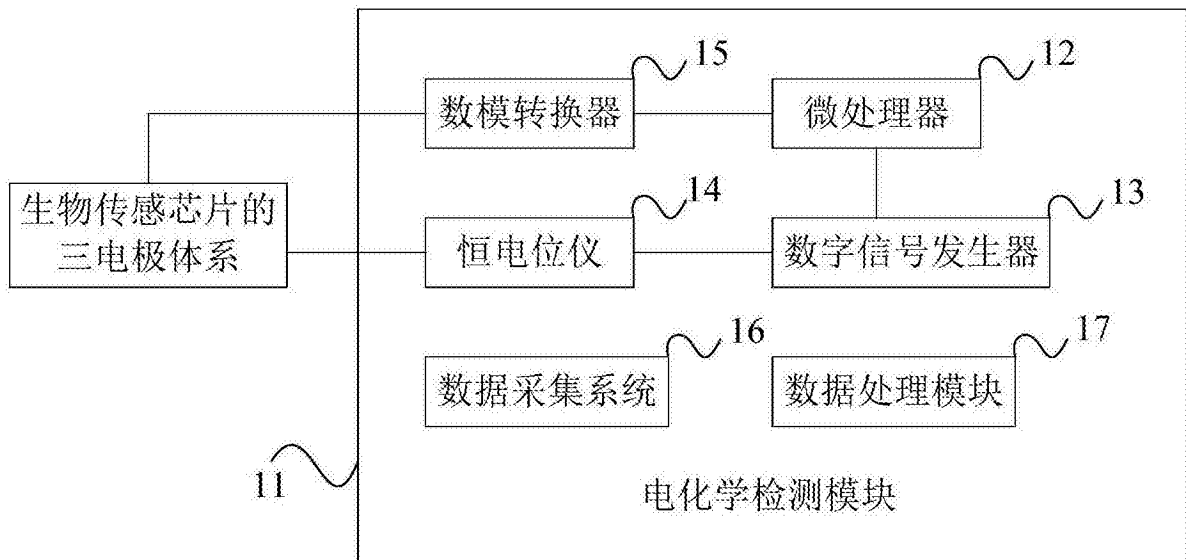 15
12
数模转换器
微处理器
14
13
生物传感芯片的
三电极体系
恒电位仪
数字信号发生器
16
17
数据采集系统
数据处理模块
11
电化学检测模块